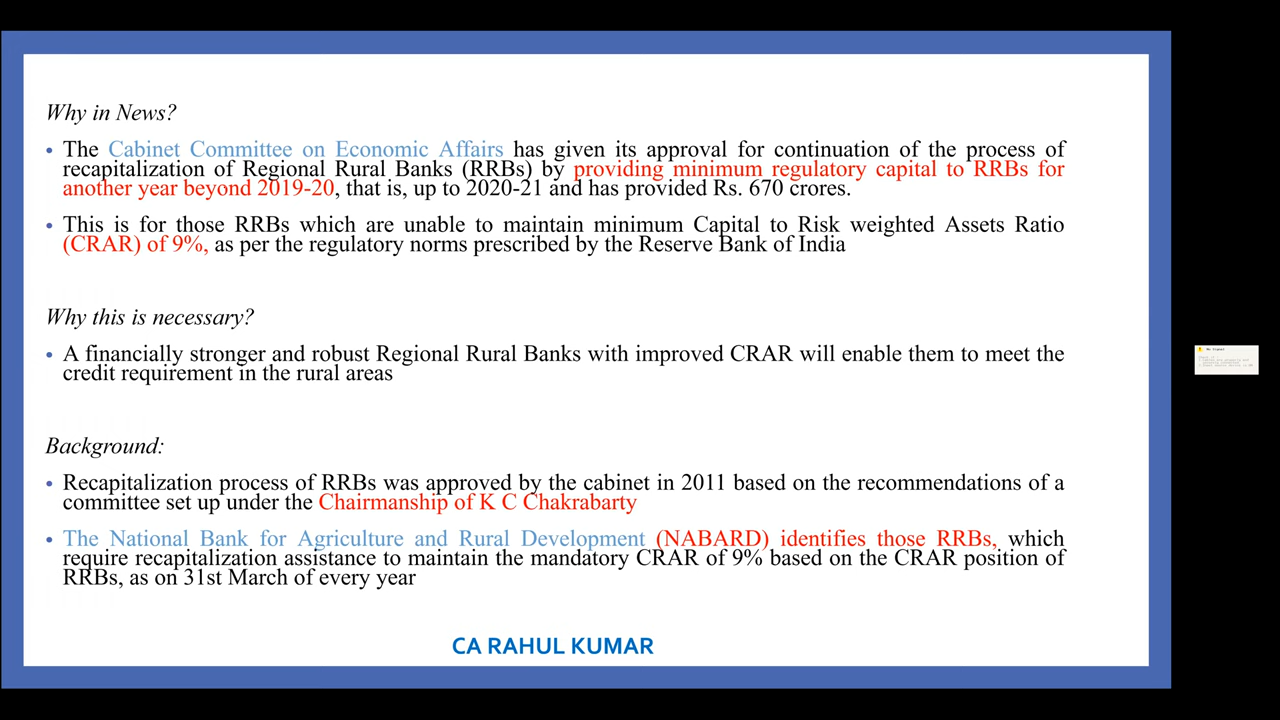 Why in News?
• The Cabinet Committee on Economic Affairs has given its approval for continuation of the process of
recapitalization of Regional Rural Banks (RRBs) by providing minimum regulatory capital to RRBs for
another year beyond 2019-20, that is, up to 2020-21 and has provided Rs. 670 crores.
• This is for those RRBs which are unable to maintain minimum Capital to Risk weighted Assets Ratio
(CRAR) of 9%, as per the regulatory norms prescribed by the Reserve Bank of India
Why this is necessary?
• A financially stronger and robust Regional Rural Banks with improved CRAR will enable them to meet the
credit requirement in the rural areas
Background:
• Recapitalization process of RRBs was approved by the cabinet in 2011 based on the recommendations of a
committee set up under the Chairmanship of K C Chakrabarty
• The National Bank for Agriculture and Rural Development (NABARD) identifies those RRBs, which
require recapitalization assistance to maintain the mandatory CRAR of 9% based on the CRAR position of
RRBs, as on 31st March of every year
CA RAHUL KUMAR